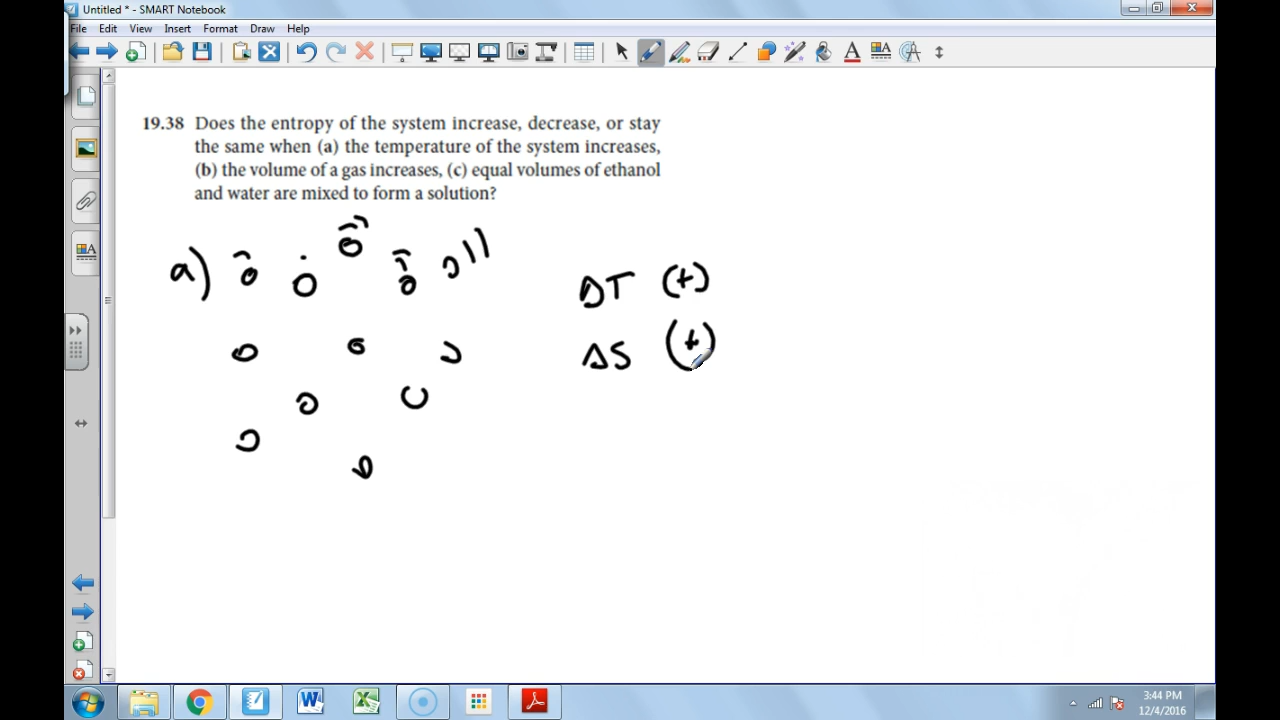 Untitled * - SMART Notebook
File Edit View Insert Format Draw Help
19.38 Does the entropy of the system increase, decrease, or stay
the same when (a) the temperature of the system increases,
(b) the volume of a gas increases, (c) equal volumes of ethanol
and water are mixed to form a solution?
a)
ΔT (+)
ΔS (+)
3:44 PM
12/4/2016